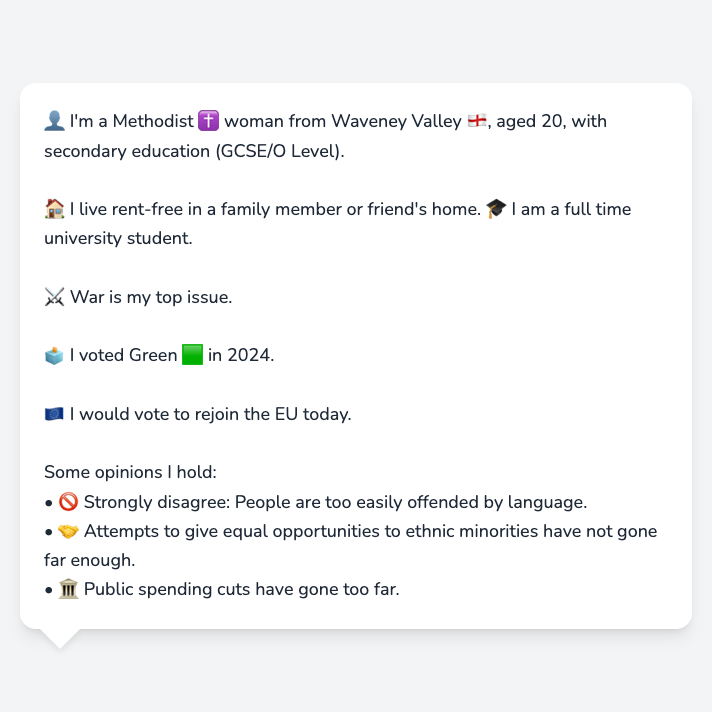 👤 I'm a Methodist ✝️ woman from Waveney Valley 🏴󠁧󠁢󠁥󠁮󠁧󠁿, aged 20, with
secondary education (GCSE/O Level).
🏠 I live rent-free in a family member or friend's home. 🎓 I am a full time
university student.
⚔️ War is my top issue.
🗳️ I voted Green 🟩 in 2024.
🇪🇺 I would vote to rejoin the EU today.
Some opinions I hold:
• 🚫 Strongly disagree: People are too easily offended by language.
• 🤝 Attempts to give equal opportunities to ethnic minorities have not gone
far enough.
• 🏛️ Public spending cuts have gone too far.